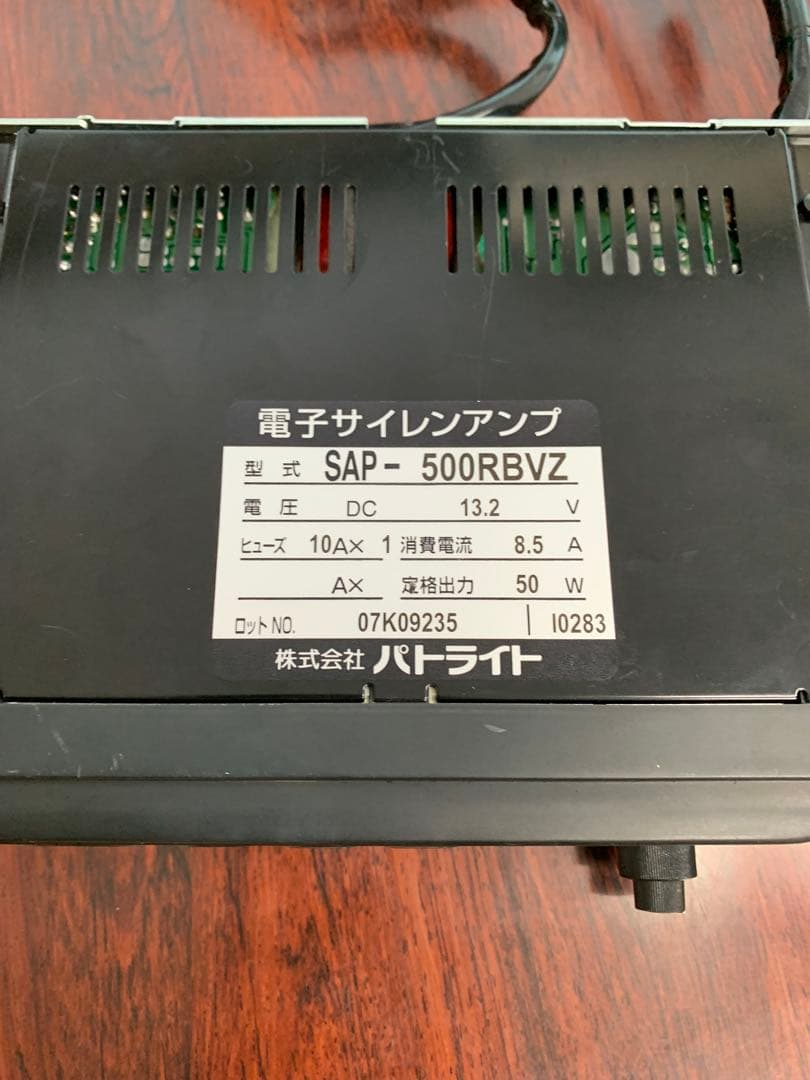 電子サイレンアンプ
型式 SAP- 500RBVZ
電圧 DC 13.2 V
ヒューズ 10A× 1 消費電流 8.5 A
A× 定格出力 50 W
ロットNO. 07K09235 I0283
株式会社 パトライト